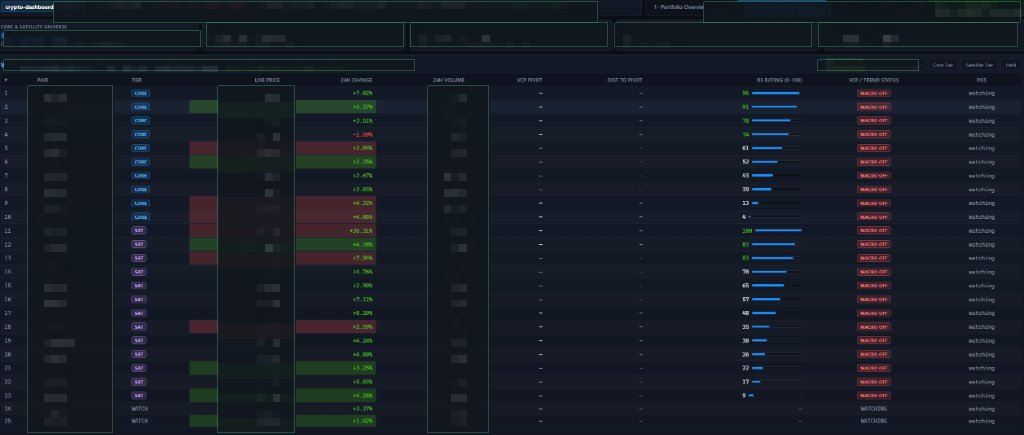 crypto-dashboard
1 · Portfolio Overview
CORE & SATELLITE UNIVERSE
Core Tier Satellite Tier Held
# PAIR TIER LIVE PRICE 24H CHANGE 24H VOLUME VCP PIVOT DIST TO PIVOT RS RATING (0-100) VCP / TREND STATUS POS
1 CORE +7.02% — — 96 MACRO OFF watching
2 CORE +5.37% — — 91 MACRO OFF watching
3 CORE +3.51% — — 78 MACRO OFF watching
4 CORE -1.59% — — 74 MACRO OFF watching
5 CORE +2.84% — — 61 MACRO OFF watching
6 CORE +2.25% — — 52 MACRO OFF watching
7 CORE +2.67% — — 43 MACRO OFF watching
8 CORE +2.03% — — 30 MACRO OFF watching
9 CORE +4.32% — — 13 MACRO OFF watching
10 CORE +4.06% — — 4 MACRO OFF watching
11 SAT +36.31% — — 100 MACRO OFF watching
12 SAT +4.78% — — 87 MACRO OFF watching
13 SAT +7.94% — — 83 MACRO OFF watching
14 SAT +4.76% — — 70 MACRO OFF watching
15 SAT +2.90% — — 65 MACRO OFF watching
16 SAT +7.12% — — 57 MACRO OFF watching
17 SAT +8.20% — — 48 MACRO OFF watching
18 SAT +2.59% — — 35 MACRO OFF watching
19 SAT +4.24% — — 30 MACRO OFF watching
20 SAT +4.80% — — 26 MACRO OFF watching
21 SAT +3.25% — — 22 MACRO OFF watching
22 SAT +5.03% — — 17 MACRO OFF watching
23 SAT +4.26% — — 9 MACRO OFF watching
24 WATCH +3.37% — — — WATCHING watching
25 WATCH +1.02% — — — WATCHING watching